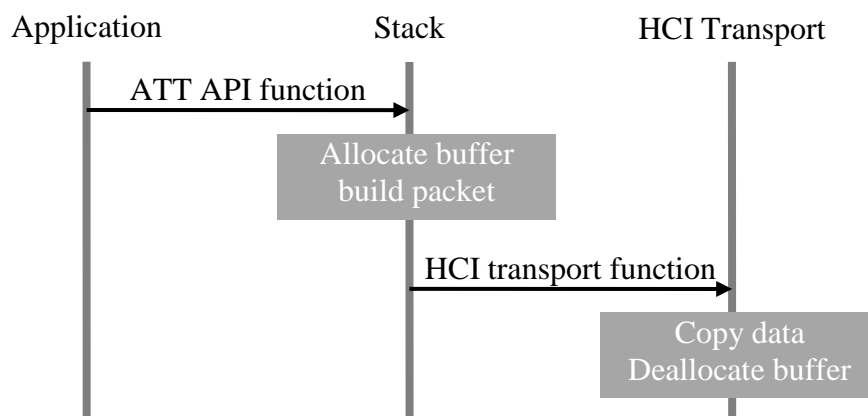 Application Stack HCI Transport
ATT API function
Allocate buffer
build packet
HCI transport function
Copy data
Deallocate buffer